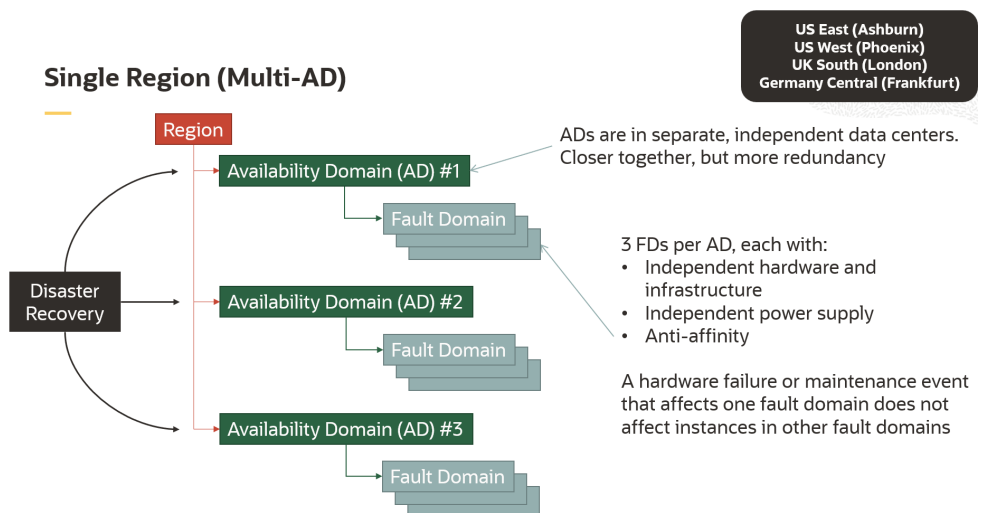 US East (Ashburn)
US West (Phoenix)
UK South (London)
Germany Central (Frankfurt)
Single Region (Multi-AD)
Region
ADs are in separate, independent data centers.
Closer together, but more redundancy
Availability Domain (AD) #1
Fault Domain
3 FDs per AD, each with:
• Independent hardware and
infrastructure
• Independent power supply
• Anti-affinity
Disaster
Recovery
Availability Domain (AD) #2
Fault Domain
A hardware failure or maintenance event
that affects one fault domain does not
affect instances in other fault domains
Availability Domain (AD) #3
Fault Domain